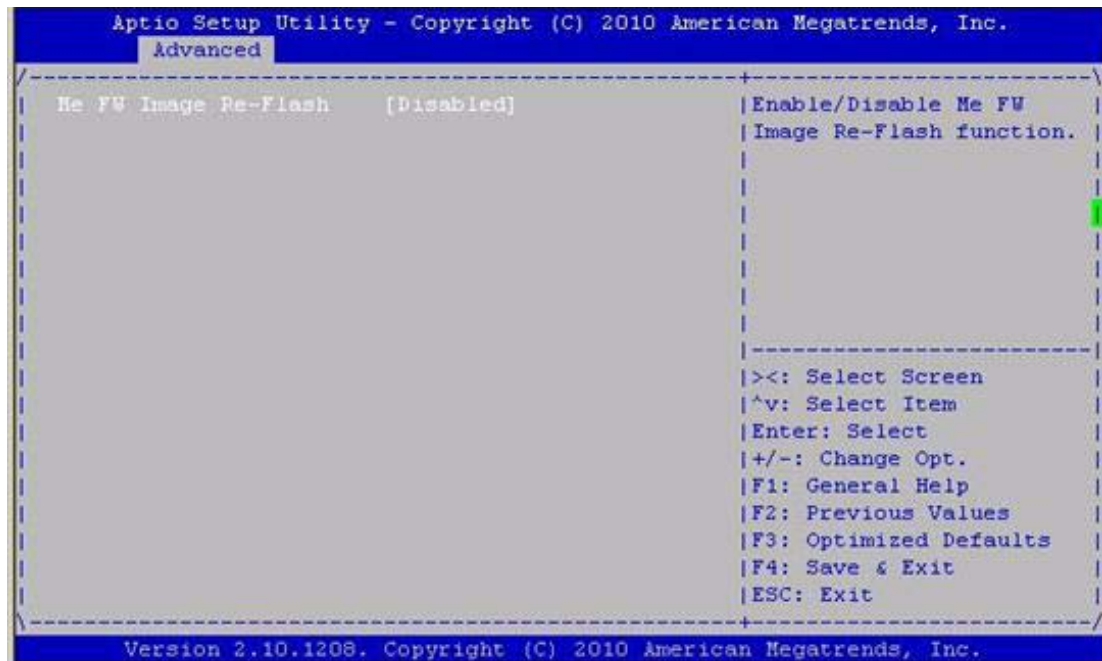 Aptio Setup Utility - Copyright (C) 2010 American Megatrends, Inc.
Advanced
Me FW Image Re-Flash [Disabled]
Enable/Disable Me FW
Image Re-Flash function.
><: Select Screen
^v: Select Item
Enter: Select
+/-: Change Opt.
F1: General Help
F2: Previous Values
F3: Optimized Defaults
F4: Save & Exit
ESC: Exit
Version 2.10.1208. Copyright (C) 2010 American Megatrends, Inc.